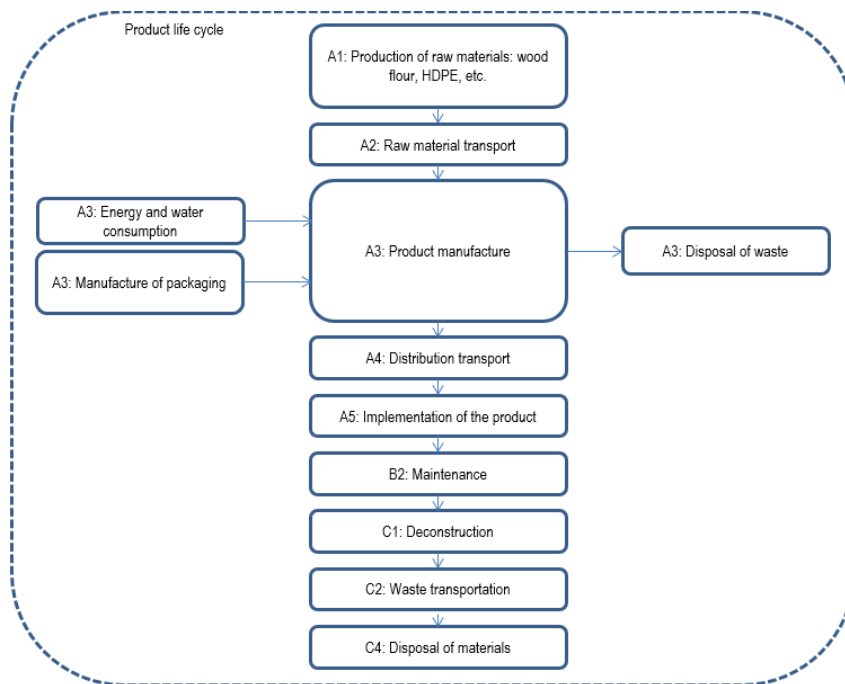 Product life cycle
A1: Production of raw materials: wood
flour, HDPE, etc.
A2: Raw material transport
A3: Energy and water
consumption
A3: Product manufacture
A3: Disposal of waste
A3: Manufacture of packaging
A4: Distribution transport
A5: Implementation of the product
B2: Maintenance
C1: Deconstruction
C2: Waste transportation
C4: Disposal of materials